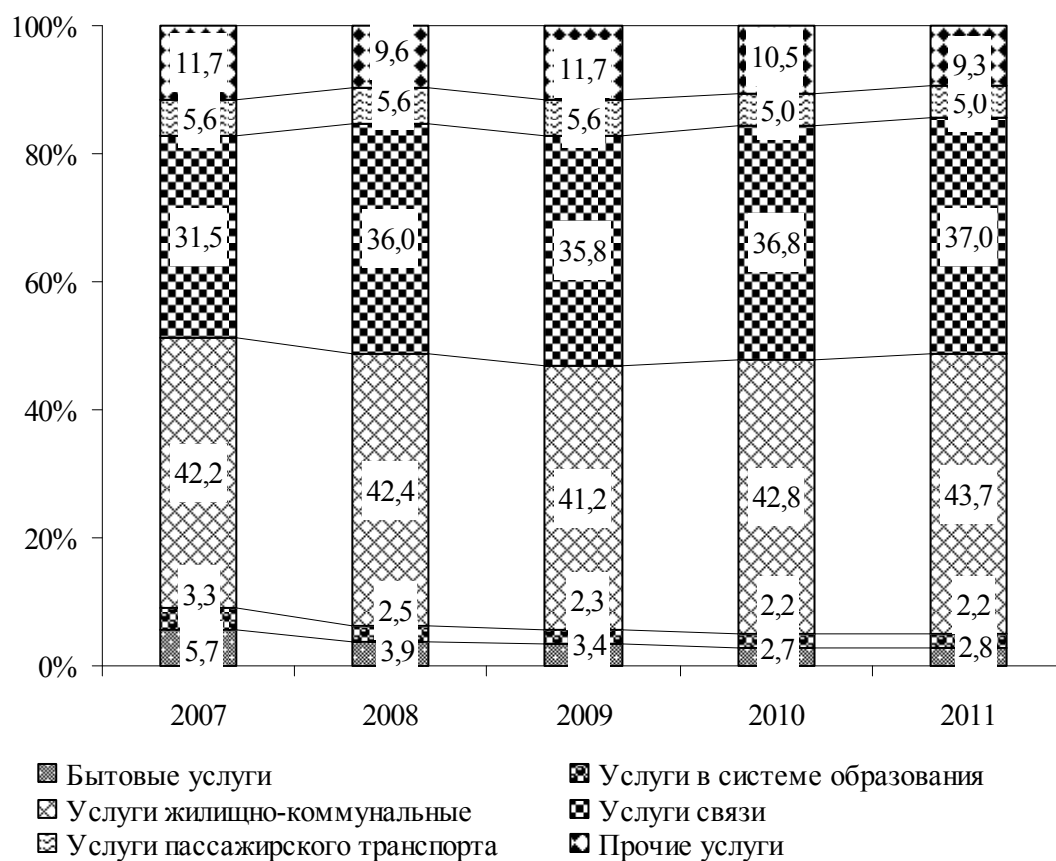 100%
80%
60%
40%
20%
0%
11,7 9,6 11,7 10,5 9,3
5,6 5,6 5,6 5,0 5,0
31,5 36,0 35,8 36,8 37,0
42,2 42,4 41,2 42,8 43,7
3,3 2,5 2,3 2,2 2,2
5,7 3,9 3,4 2,7 2,8
2007 2008 2009 2010 2011
Бытовые услуги Услуги в системе образования
Услуги жилищно-коммунальные Услуги связи
Услуги пассажирского транспорта Прочие услуги